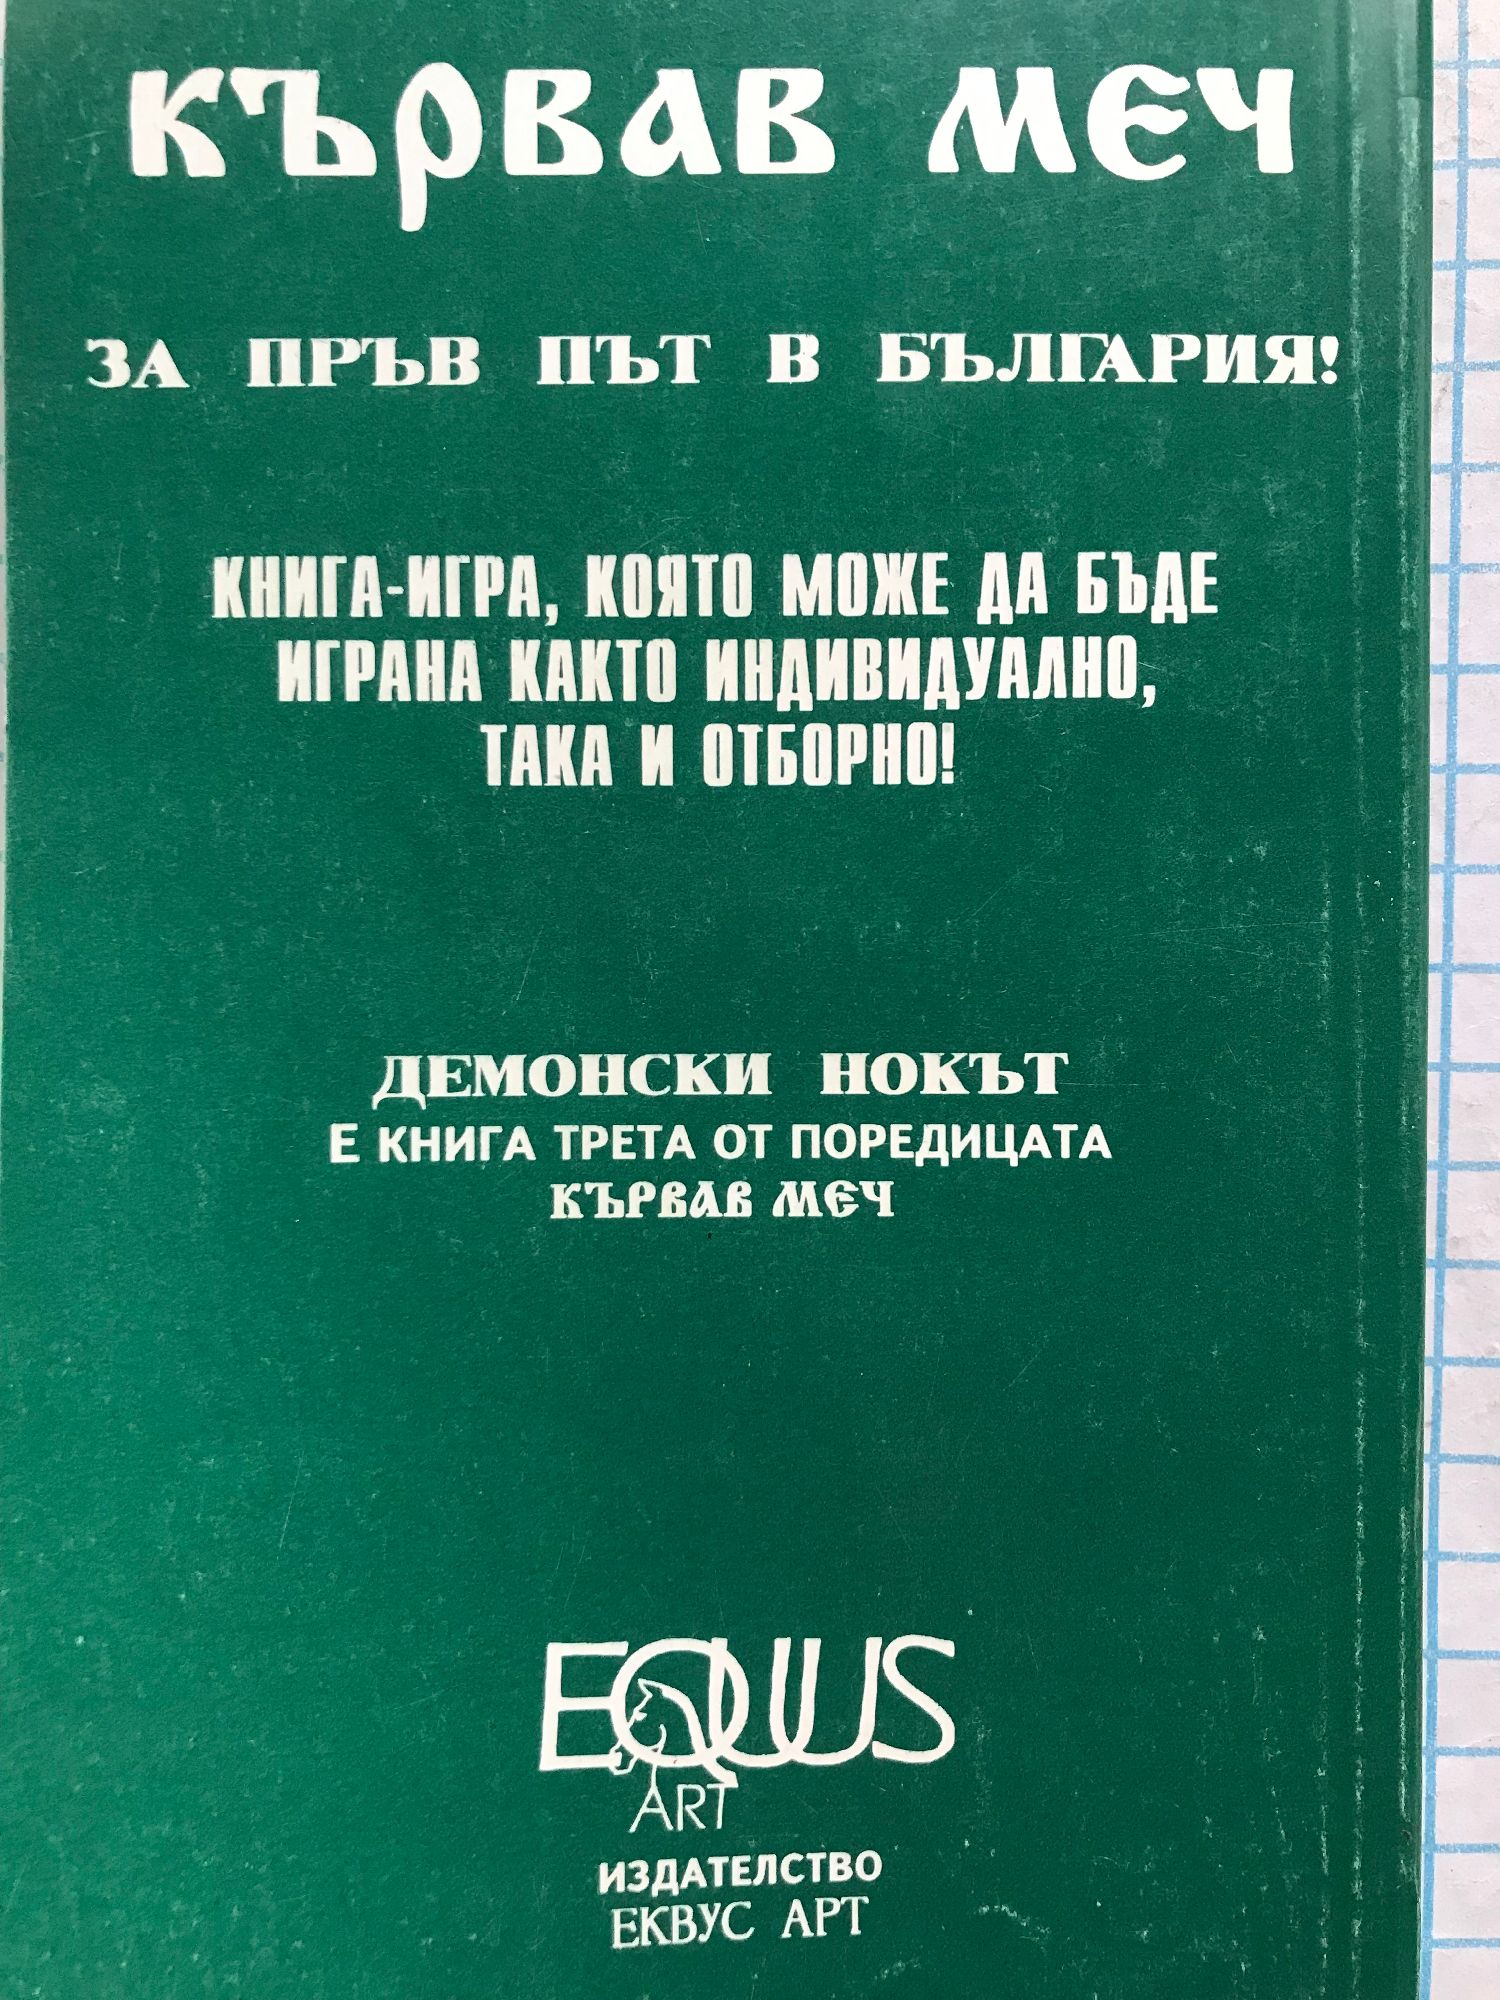 КЪРВАВ МЕЧ
ЗА ПРЪВ ПЪТ В БЪЛГАРИЯ!
КНИГА-ИГРА, КОЯТО МОЖЕ ДА БЪДЕ
ИГРАНА КАКТО ИНДИВИДУАЛНО,
ТАКА И ОТБОРНО!
ДЕМОНСКИ НОКЪТ
Е КНИГА ТРЕТА ОТ ПОРЕДИЦАТА
КЪРВАВ МЕЧ
EQUUS
ART
ИЗДАТЕЛСТВО
ЕКВУС АРТ